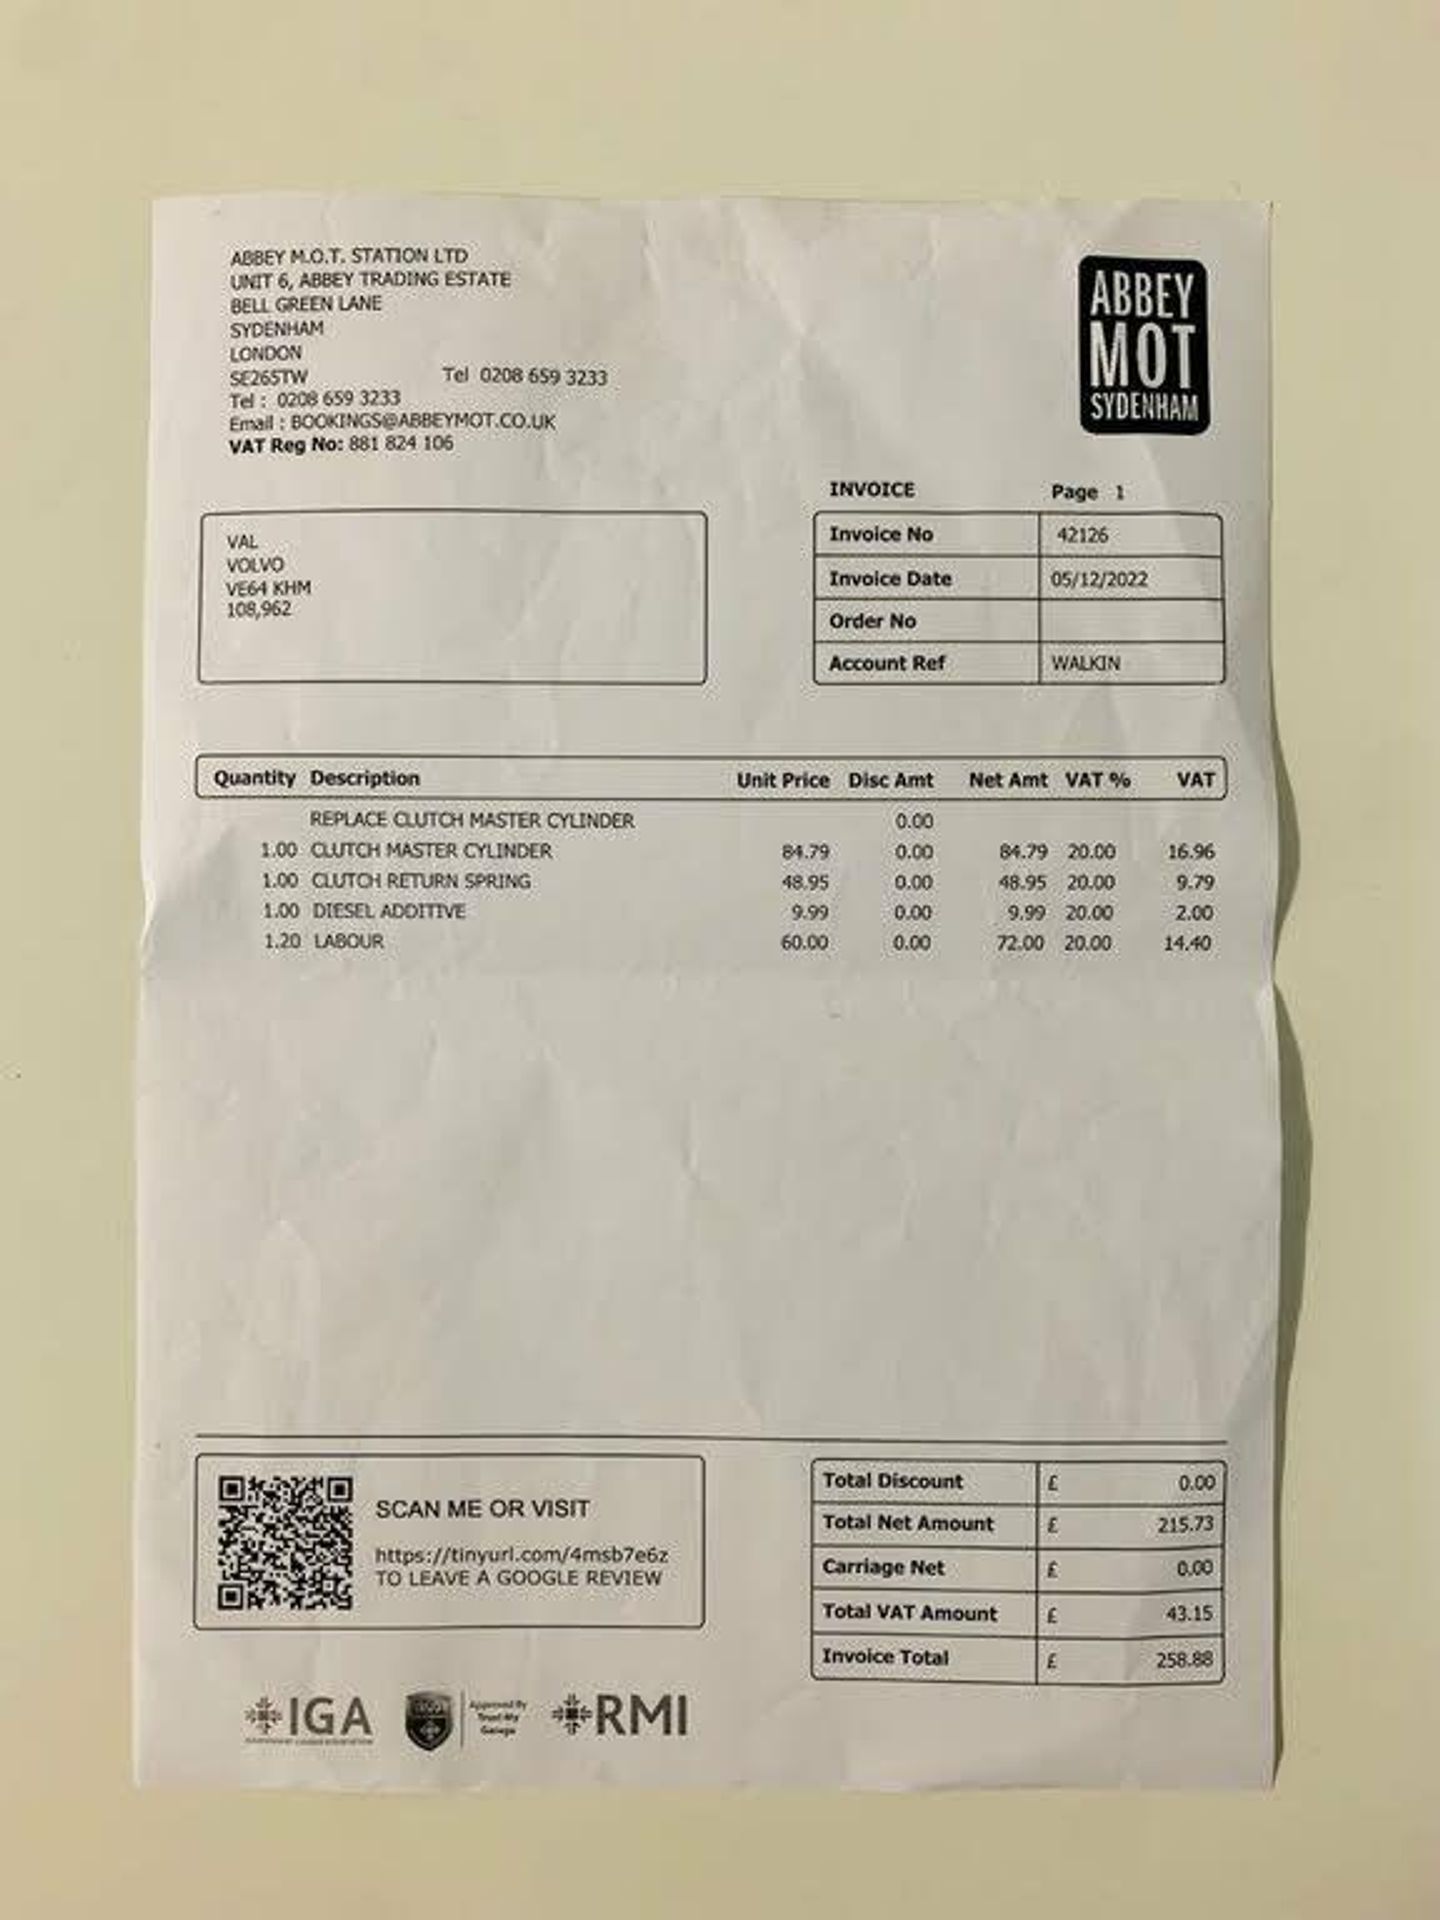 ABBEY M.O.T. STATION LTD
UNIT 6, ABBEY TRADING ESTATE
BELL GREEN LANE
SYDENHAM
LONDON
SE265TW Tel 0208 659 3233
Tel : 0208 659 3233
Email : BOOKINGS@ABBEYMOT.CO.UK
VAT Reg No: 881 824 106
ABBEY
MOT
SYDENHAM
INVOICE Page 1
VAL
VOLVO
VE64 KHM
108,962
Invoice No 42126
Invoice Date 05/12/2022
Order No
Account Ref WALKIN
Quantity Description Unit Price Disc Amt Net Amt VAT % VAT
REPLACE CLUTCH MASTER CYLINDER 0.00
1.00 CLUTCH MASTER CYLINDER 84.79 0.00 84.79 20.00 16.96
1.00 CLUTCH RETURN SPRING 48.95 0.00 48.95 20.00 9.79
1.00 DIESEL ADDITIVE 9.99 0.00 9.99 20.00 2.00
1.20 LABOUR 60.00 0.00 72.00 20.00 14.40
SCAN ME OR VISIT
https://tinyurl.com/4msb7e6z
TO LEAVE A GOOGLE REVIEW
Total Discount £ 0.00
Total Net Amount £ 215.73
Carriage Net £ 0.00
Total VAT Amount £ 43.15
Invoice Total £ 258.88
IGA
Approved By
Trust My
Garage
RMI